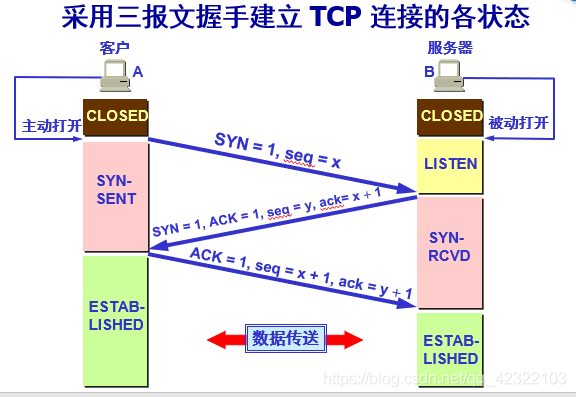 采用三报文握手建立 TCP 连接的各状态
客户
服务器
A
B
CLOSED
CLOSED
主动打开
被动打开
SYN = 1, seq = x
LISTEN
SYN-
SENT
SYN = 1, ACK = 1, seq = y, ack= x + 1
SYN-
RCVD
ACK = 1, seq = x + 1, ack = y + 1
ESTAB-
LISHED
数据传送
ESTAB-
LISHED
https://blog.csdn.net/qq_42322103